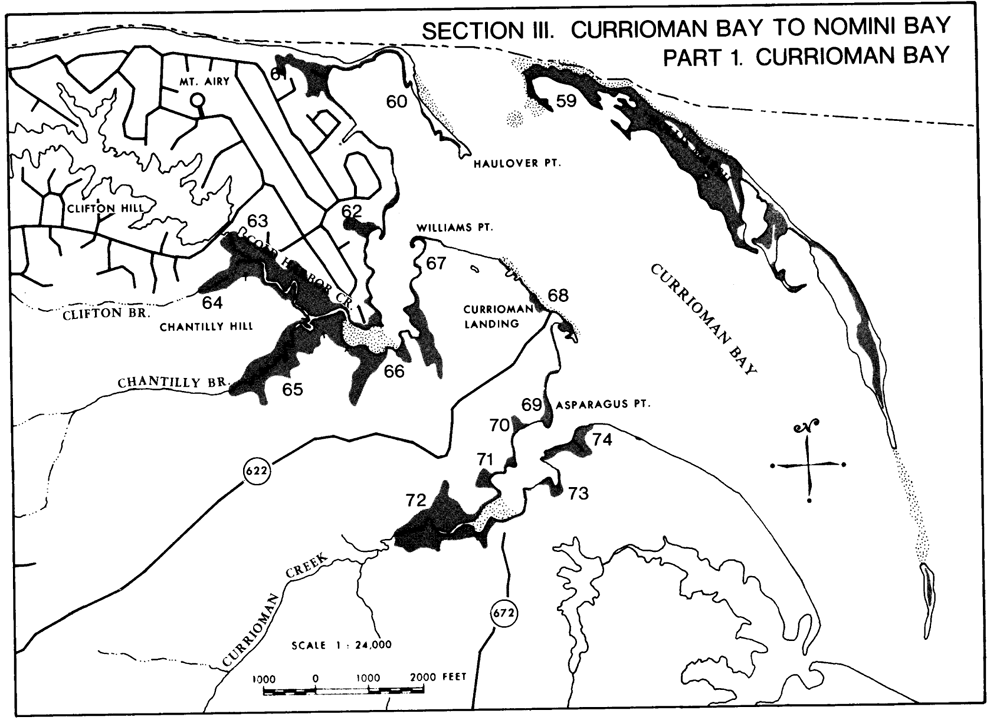 SECTION III. CURRIOMAN BAY TO NOMINI BAY
PART 1. CURRIOMAN BAY
61
MT. AIRY
60
59
HAULOVER PT.
CLIFTON HILL
63
62
WILLIAMS PT.
67
COLD HARBOR CR.
64
68
CURRIOMAN
LANDING
CURRIOMAN BAY
CLIFTON BR.
CHANTILLY HILL
CHANTILLY BR.
65
66
69
ASPARAGUS PT.
70
74
71
622
72
73
N
CURRIOMAN CREEK
672
SCALE 1 : 24,000
1000 0 1000 2000 FEET